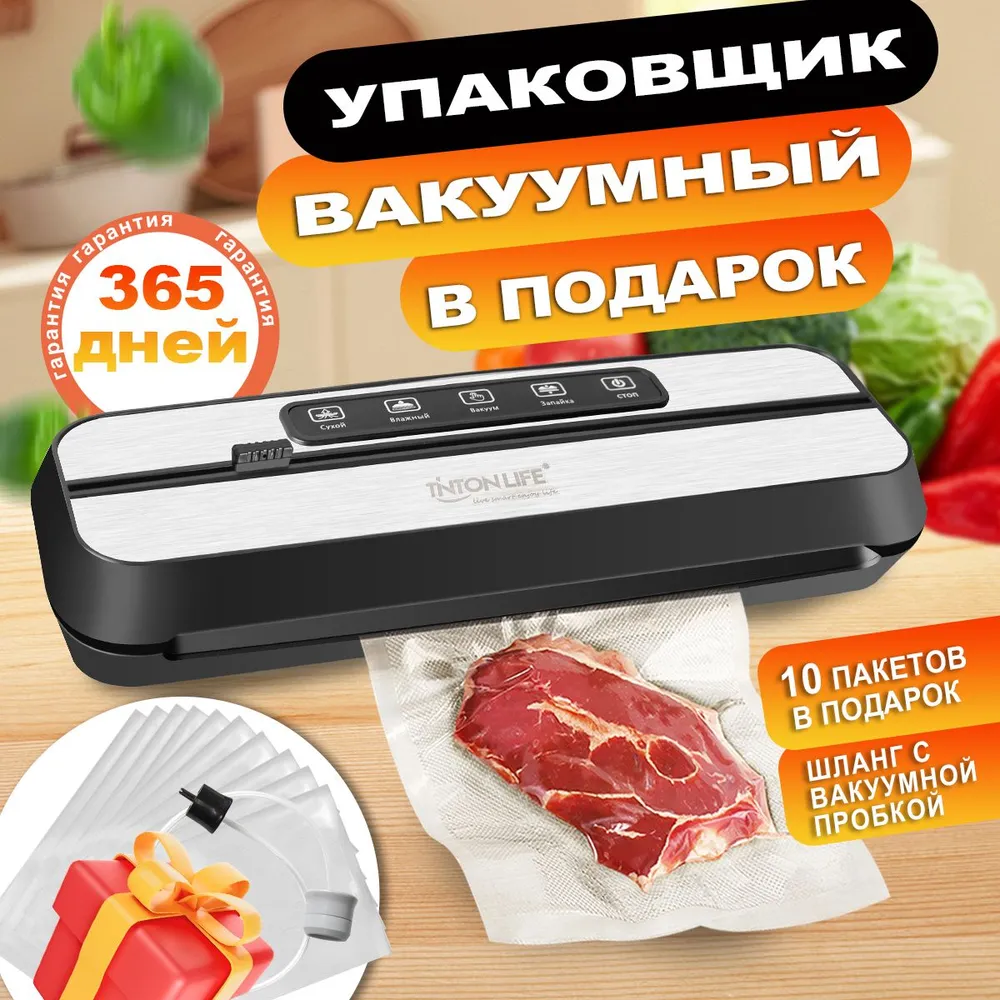 УПАКОВЩИК
ВАКУУМНЫЙ
В ПОДАРОК
гарантия гарантия гарантия гарантия
365
дней
Сухой
Влажный
Вакуум
Запайка
стоп
TINTON LIFE+
10 ПАКЕТОВ
В ПОДАРОК
ШЛАНГ С
ВАКУУМНОЙ
ПРОБКОЙ